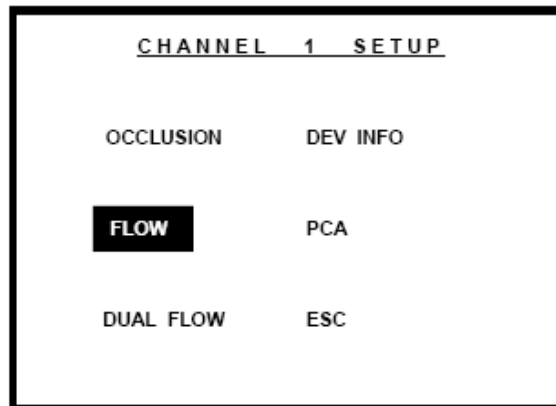 CHANNEL 1 SETUP
OCCLUSION DEV INFO
FLOW PCA
DUAL FLOW ESC